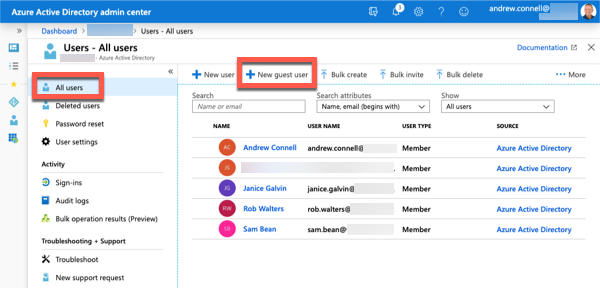 Azure Active Directory admin center
1
andrew.connell@
Dashboard > > Users - All users
Users - All users
- Azure Active Directory
Documentation
All users
Deleted users
Password reset
User settings
Activity
Sign-ins
Audit logs
Bulk operation results (Preview)
Troubleshooting + Support
Troubleshoot
New support request
New user
New guest user
Bulk create
Bulk invite
Bulk delete
More
Search
Search attributes
Show
Name or email
Name, email (begins with)
All users
NAME USER NAME USER TYPE SOURCE
AC Andrew Connell andrew.connell@ Member Azure Active Directory
JS Member Azure Active Directory
JG Janice Galvin janice.galvin@ Member Azure Active Directory
RW Rob Walters rob.walters@ Member Azure Active Directory
SB Sam Bean sam.bean@ Member Azure Active Directory